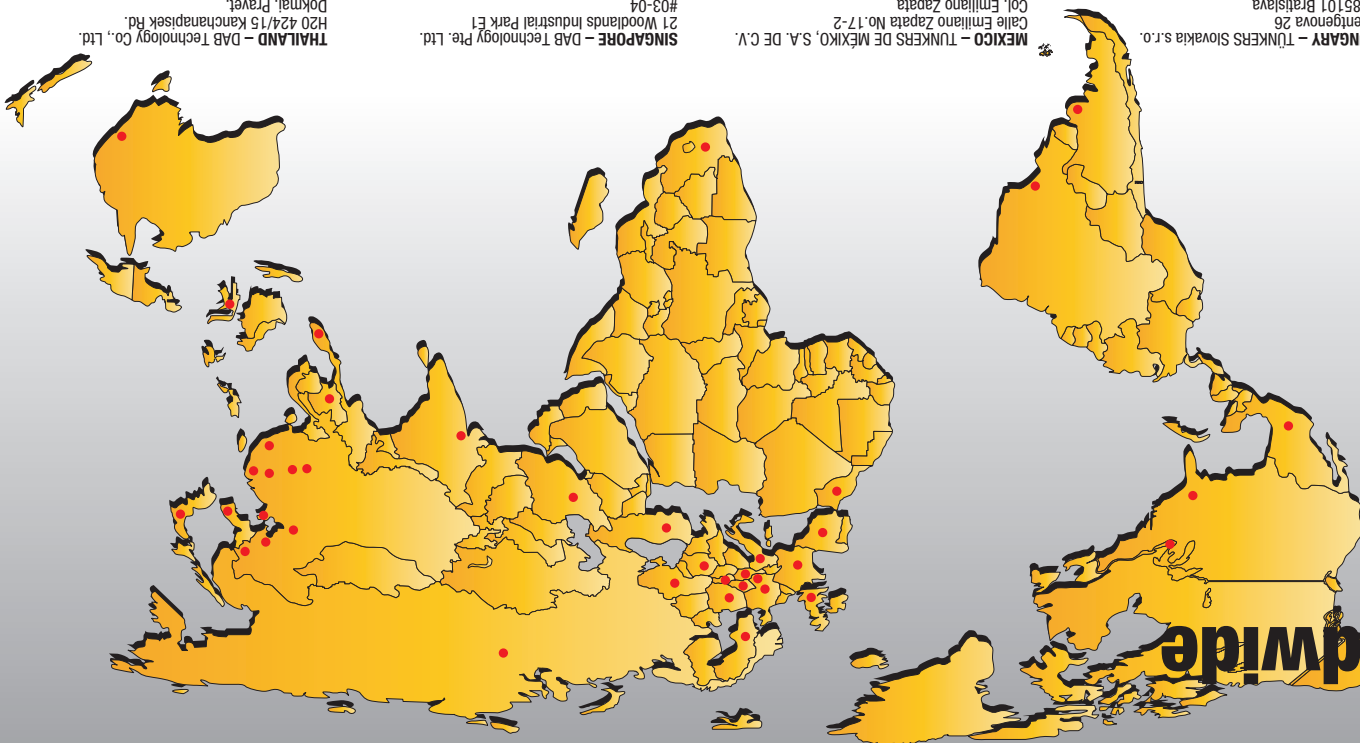 dwide
NGARY – TÜNKERS Slovakia s.r.o.
entgenova 26
85101 Bratislava
MEXICO – TÜNKERS DE MÉXIKO, S.A. DE C.V.
Calle Emiliano Zapata No.17-2
Col. Emiliano Zapata
SINGAPORE – DAB Technology Pte. Ltd.
21 Woodlands Industrial Park E1
#03-04
THAILAND – DAB Technology Co., Ltd.
H20 424/15 Kanchanapisek Rd.
Dokmai, Pravet,